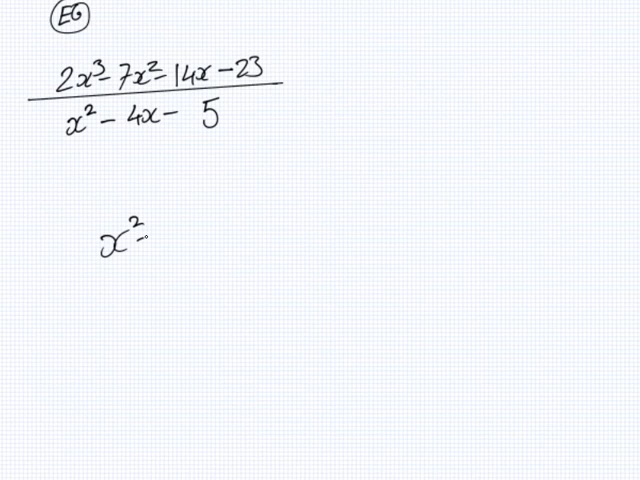 EG
2x³ - 7x² - 14x - 23
x² - 4x - 5
x² -